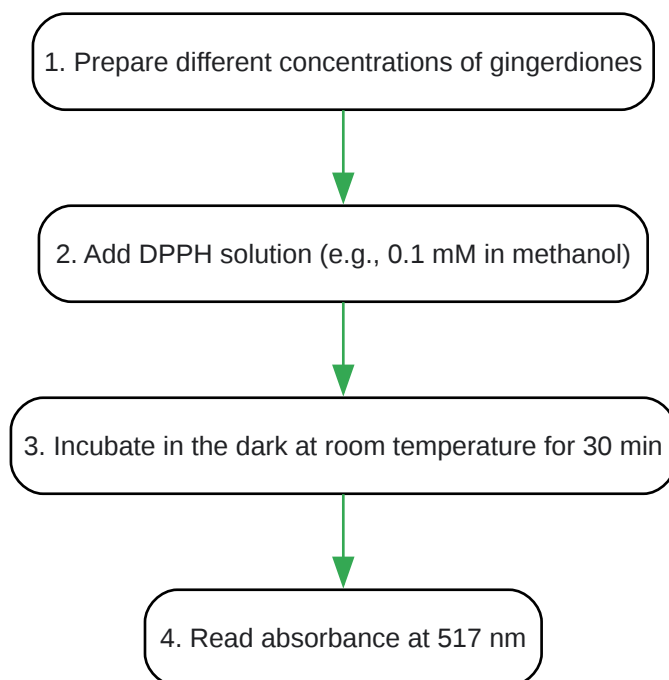 1. Prepare different concentrations of gingerdiones
2. Add DPPH solution (e.g., 0.1 mM in methanol)
3. Incubate in the dark at room temperature for 30 min
4. Read absorbance at 517 nm